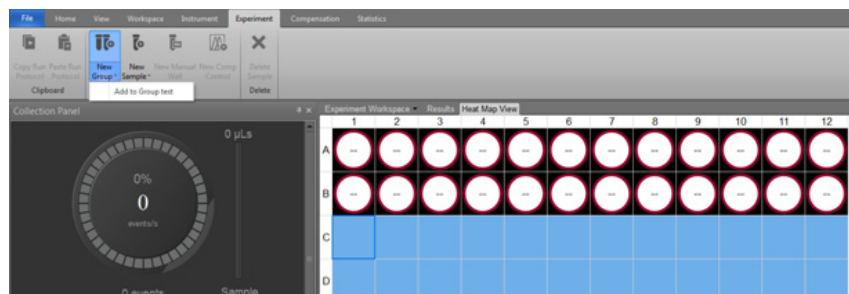 File Home View Workspace Instrument Experiment Compensation Statistics
Copy Run Protocol
Paste Run Protocol
New Group
New Sample
New Manual Well
New Comp Control
Delete Sample
Clipboard
Add to Group test
Delete
Collection Panel
Experiment Workspace Results Heat Map View
1 2 3 4 5 6 7 8 9 10 11 12
0 µLs
A
0%
0
events/s
B
C
D
0 events
Sample